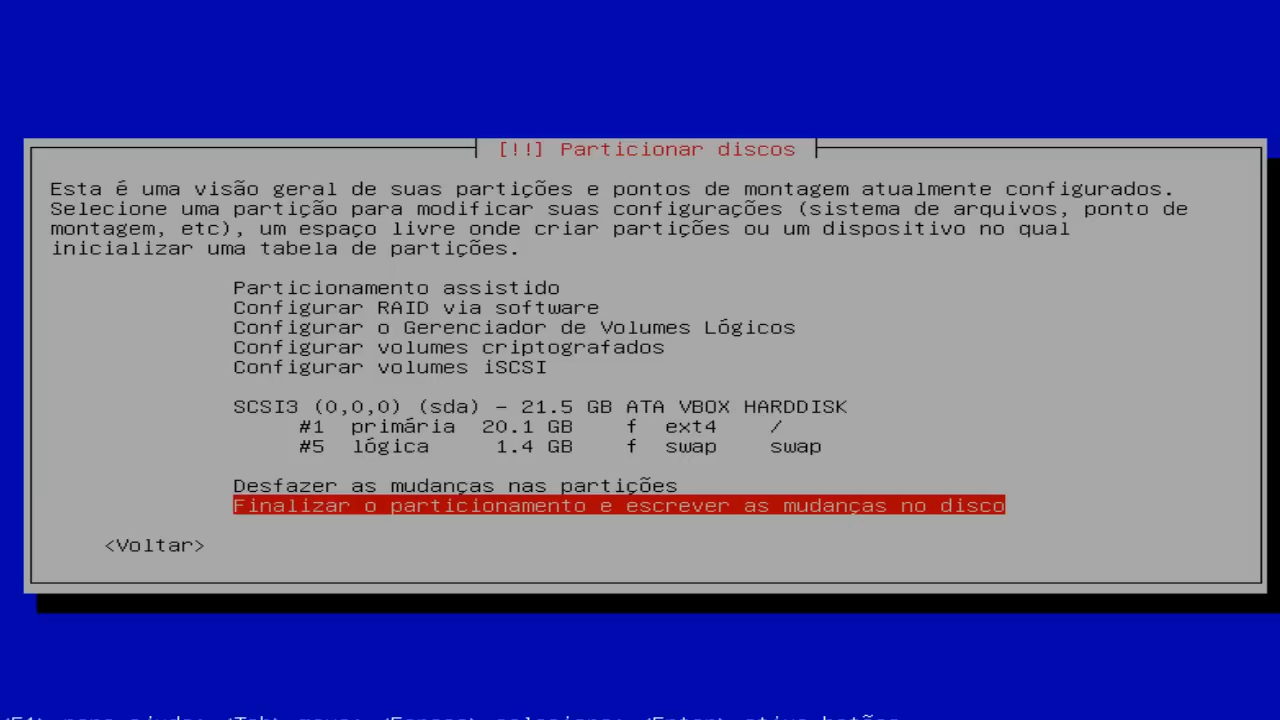 [!!] Particionar discos
Esta é uma visão geral de suas partições e pontos de montagem atualmente configurados.
Selecione uma partição para modificar suas configurações (sistema de arquivos, ponto de
montagem, etc), um espaço livre onde criar partições ou um dispositivo no qual
inicializar uma tabela de partições.
Particionamento assistido
Configurar RAID via software
Configurar o Gerenciador de Volumes Lógicos
Configurar volumes criptografados
Configurar volumes iSCSI
SCSI3 (0,0,0) (sda) - 21.5 GB ATA VBOX HARDDISK
#1 primária 20.1 GB f ext4 /
#5 lógica 1.4 GB f swap swap
Desfazer as mudanças nas partições
Finalizar o particionamento e escrever as mudanças no disco
<Voltar>